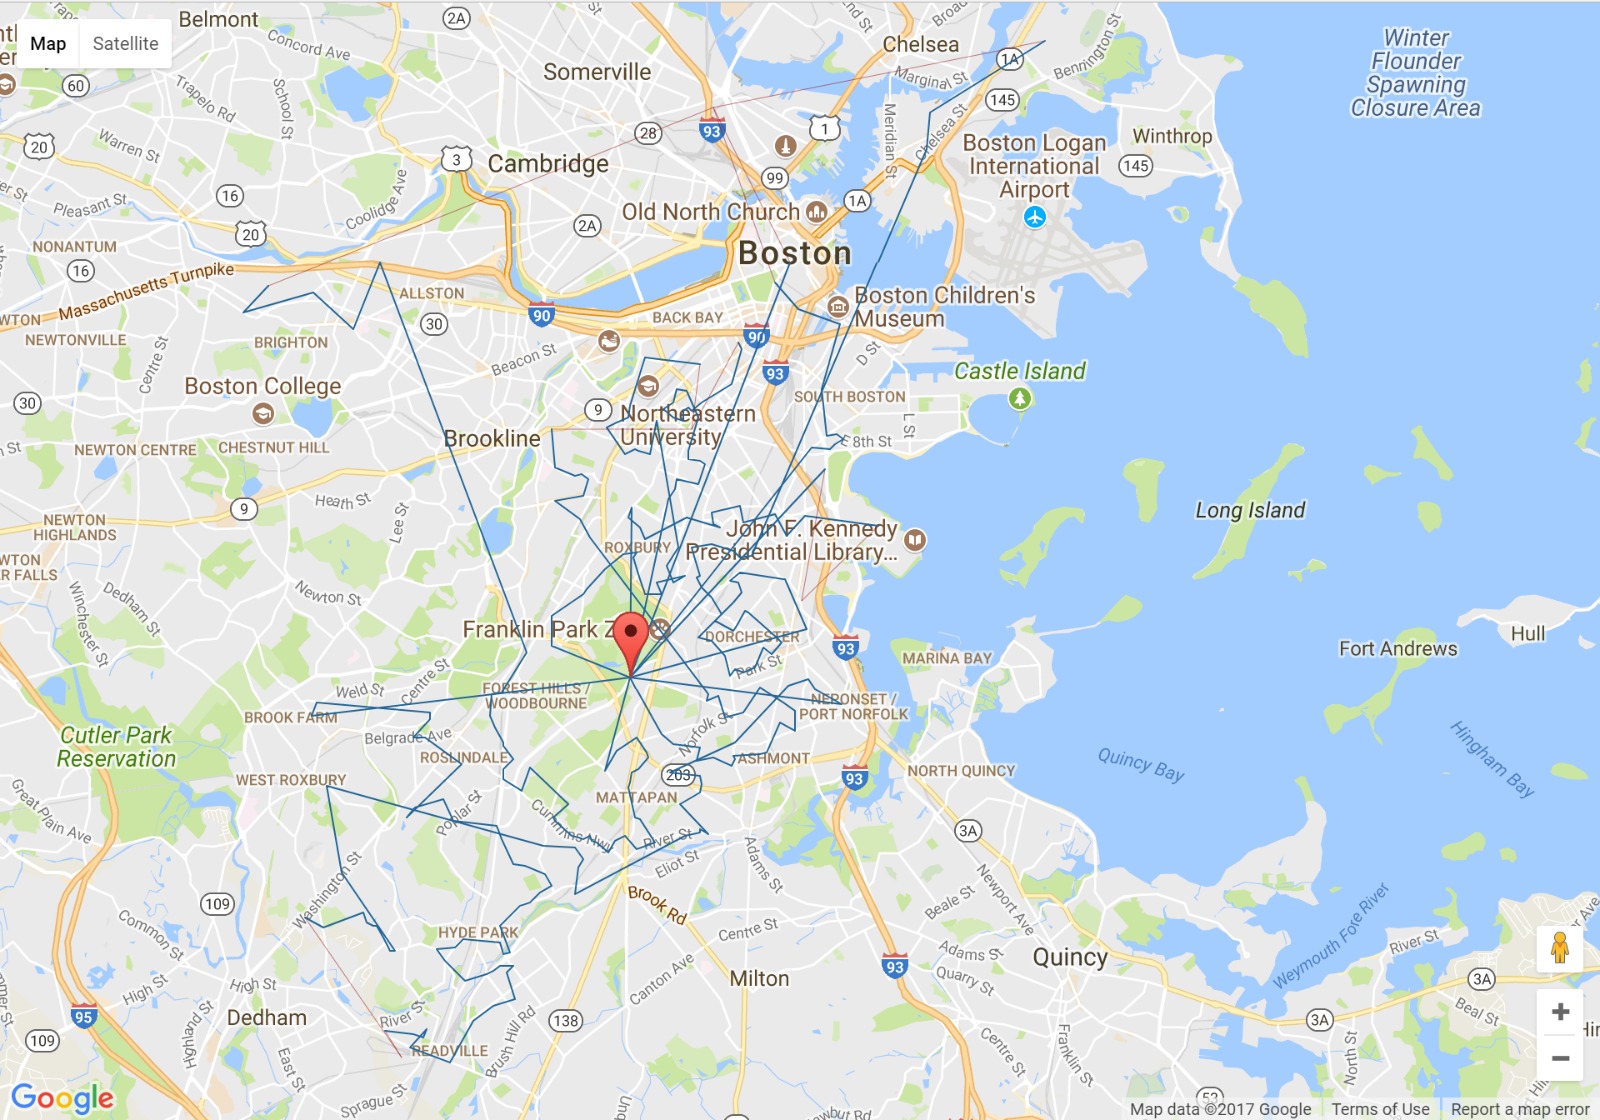 Belmont
2A
Concord Ave
Map
Satellite
Chelsea
Broad
Bennington St
Winter
Flounder
Spawning
Closure Area
Somerville
1A
Marginal St
60
Trapelo Rd
School St
145
93
28
1
Meridian St
Chelsea St
Winthrop
20
Warren St
3
Cambridge
Boston Logan
International
Airport
145
99
16
Pleasant St
Coolidge Ave
Old North Church
1A
20
2A
NONANTUM
Boston
16
Massachusetts Turnpike
ALLSTON
Boston Children's
Museum
90
BACK BAY
30
90
NEWTONVILLE
Centre St
BRIGHTON
Beacon St
D St
93
Castle Island
Boston College
30
SOUTH BOSTON
9
Northeastern
University
L St
Brookline
E 8th St
NEWTON CENTRE
CHESTNUT HILL
Heath St
9
Lee St
NEWTON
HIGHLANDS
Long Island
John F. Kennedy
Presidential Library...
ROXBURY
Winchester St
Dedham St
Newton St
Franklin Park Z
DORCHESTER
93
Hull
Fort Andrews
MARINA BAY
Park St
Weld St
Centre St
FOREST HILLS /
WOODBOURNE
NEPONSET /
PORT NORFOLK
BROOK FARM
Norfolk St
Cutler Park
Reservation
Belgrade Ave
ROSLINDALE
ASHMONT
Quincy Bay
Hingham Bay
WEST ROXBURY
203
93
NORTH QUINCY
MATTAPAN
Great Plain Ave
Poplar St
Cummins Hwy
River St
3A
Eliot St
Adams St
Washington St
Newport Ave
109
Brook Rd
Beale St
Common St
HYDE PARK
Centre St
Weymouth Fore River
River St
Adams St
Quincy
93
Quarry St
Milton
Canton Ave
3A
High St
High St
Dedham
River St
95
138
3A
Beal St
109
Highland St
East St
READVILLE
Brush Hill Rd
Centre St
Franklin St
North St
Google
Sprague St
53
Map data ©2017 Google
Terms of Use
Report a map error